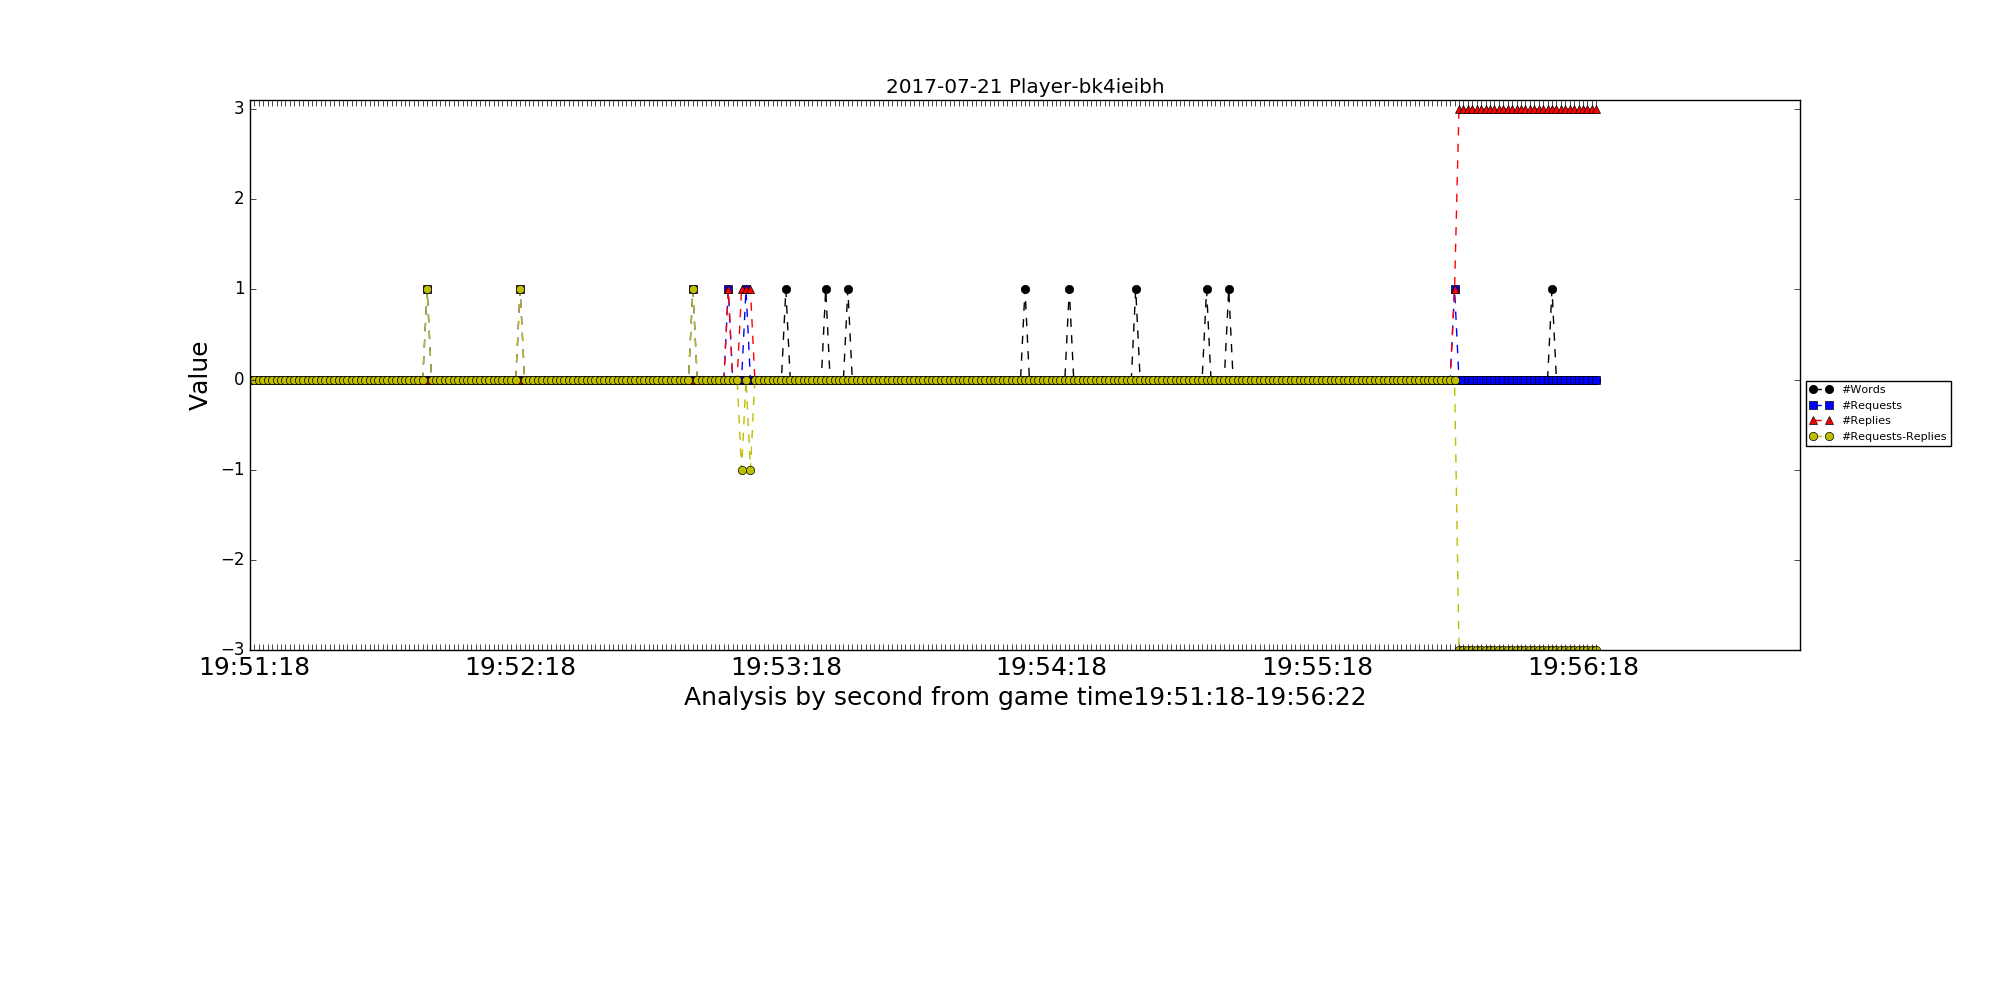 2017-07-21 Player-bk4ieibh
3
2
1
0
−1
−2
−3
Value
19:51:18 19:52:18 19:53:18 19:54:18 19:55:18 19:56:18
Analysis by second from game time19:51:18-19:56:22
#Words
#Requests
#Replies
#Requests-Replies